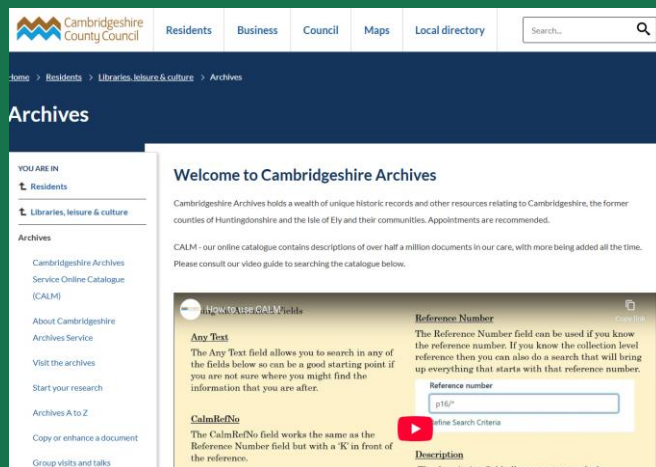 Cambridgeshire
County Council
Residents
Business
Council
Maps
Local directory
Search...
Home > Residents > Libraries, leisure & culture > Archives
Archives
YOU ARE IN
Residents
Libraries, leisure & culture
Archives
Cambridgeshire Archives
Service Online Catalogue
(CALM)
About Cambridgeshire
Archives Service
Visit the archives
Start your research
Archives A to Z
Copy or enhance a document
Group visits and talks
Welcome to Cambridgeshire Archives
Cambridgeshire Archives holds a wealth of unique historic records and other resources relating to Cambridgeshire, the former
counties of Huntingdonshire and the Isle of Ely and their communities. Appointments are recommended.
CALM - our online catalogue contains descriptions of over half a million documents in our care, with more being added all the time.
Please consult our video guide to searching the catalogue below.
How to use CALM
Copy link
Any Text
The Any Text field allows you to search in any of
the fields below so can be a good starting point if
you are not sure where you might find the
information that you are after.
CalmRefNo
The CalmRefNo field works the same as the
Reference Number field but with a 'K' in front of
the reference.
Reference Number
The Reference Number field can be used if you know
the reference number. If you know the collection level
reference then you can also do a search that will bring
up everything that starts with that reference number.
Reference number
p16/*
Refine Search Criteria
Description